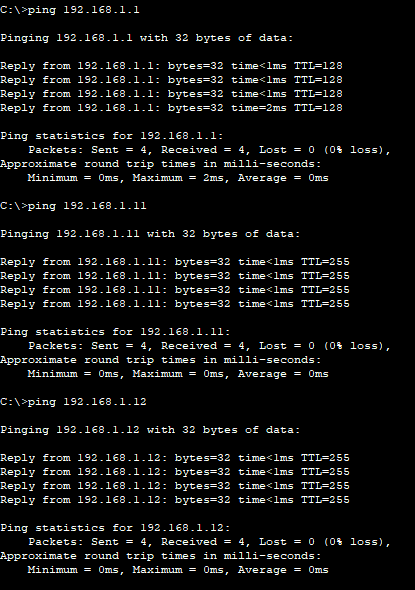 C:\>ping 192.168.1.1
Pinging 192.168.1.1 with 32 bytes of data:
Reply from 192.168.1.1: bytes=32 time<1ms TTL=128
Reply from 192.168.1.1: bytes=32 time<1ms TTL=128
Reply from 192.168.1.1: bytes=32 time<1ms TTL=128
Reply from 192.168.1.1: bytes=32 time=2ms TTL=128
Ping statistics for 192.168.1.1:
Packets: Sent = 4, Received = 4, Lost = 0 (0% loss),
Approximate round trip times in milli-seconds:
Minimum = 0ms, Maximum = 2ms, Average = 0ms
C:\>ping 192.168.1.11
Pinging 192.168.1.11 with 32 bytes of data:
Reply from 192.168.1.11: bytes=32 time<1ms TTL=255
Reply from 192.168.1.11: bytes=32 time<1ms TTL=255
Reply from 192.168.1.11: bytes=32 time<1ms TTL=255
Reply from 192.168.1.11: bytes=32 time<1ms TTL=255
Ping statistics for 192.168.1.11:
Packets: Sent = 4, Received = 4, Lost = 0 (0% loss),
Approximate round trip times in milli-seconds:
Minimum = 0ms, Maximum = 0ms, Average = 0ms
C:\>ping 192.168.1.12
Pinging 192.168.1.12 with 32 bytes of data:
Reply from 192.168.1.12: bytes=32 time<1ms TTL=255
Reply from 192.168.1.12: bytes=32 time<1ms TTL=255
Reply from 192.168.1.12: bytes=32 time<1ms TTL=255
Reply from 192.168.1.12: bytes=32 time<1ms TTL=255
Ping statistics for 192.168.1.12:
Packets: Sent = 4, Received = 4, Lost = 0 (0% loss),
Approximate round trip times in milli-seconds:
Minimum = 0ms, Maximum = 0ms, Average = 0ms